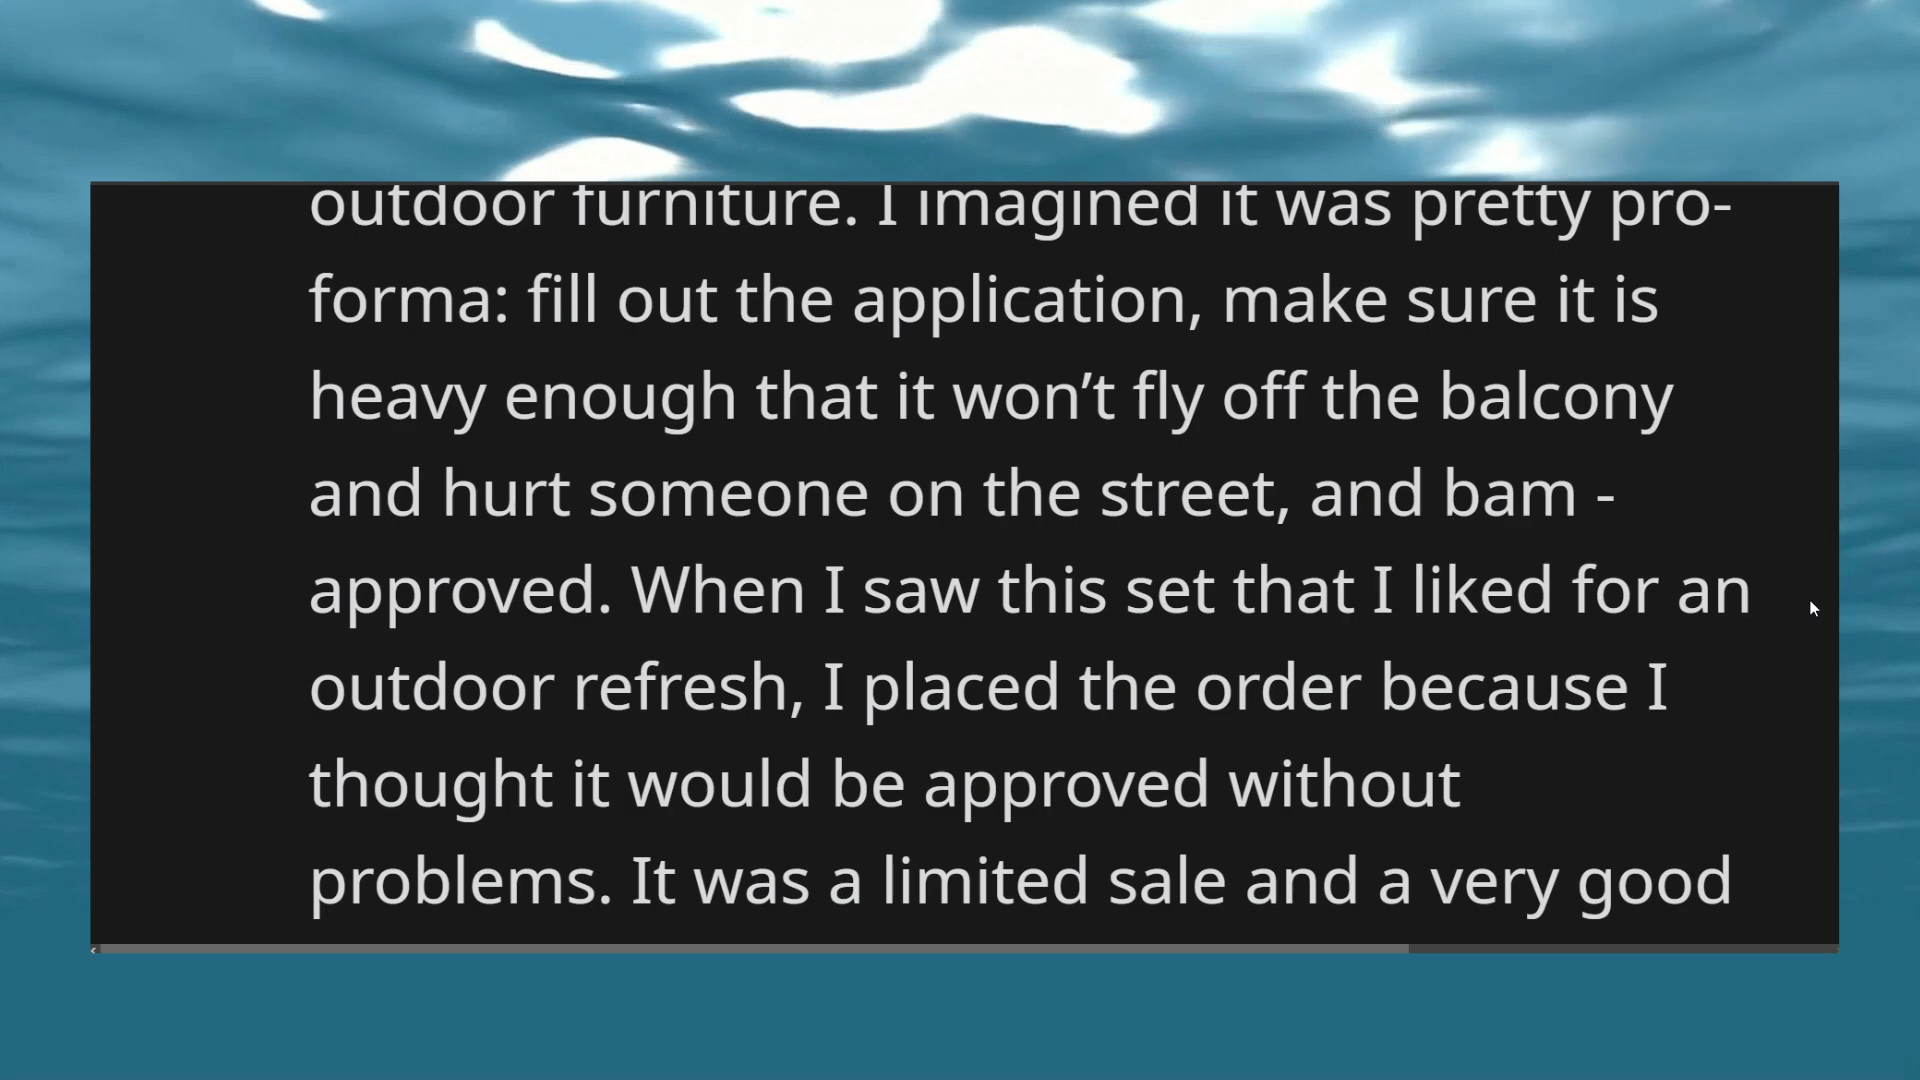 outdoor furniture. I imagined it was pretty pro-
forma: fill out the application, make sure it is
heavy enough that it won’t fly off the balcony
and hurt someone on the street, and bam -
approved. When I saw this set that I liked for an
outdoor refresh, I placed the order because I
thought it would be approved without
problems. It was a limited sale and a very good